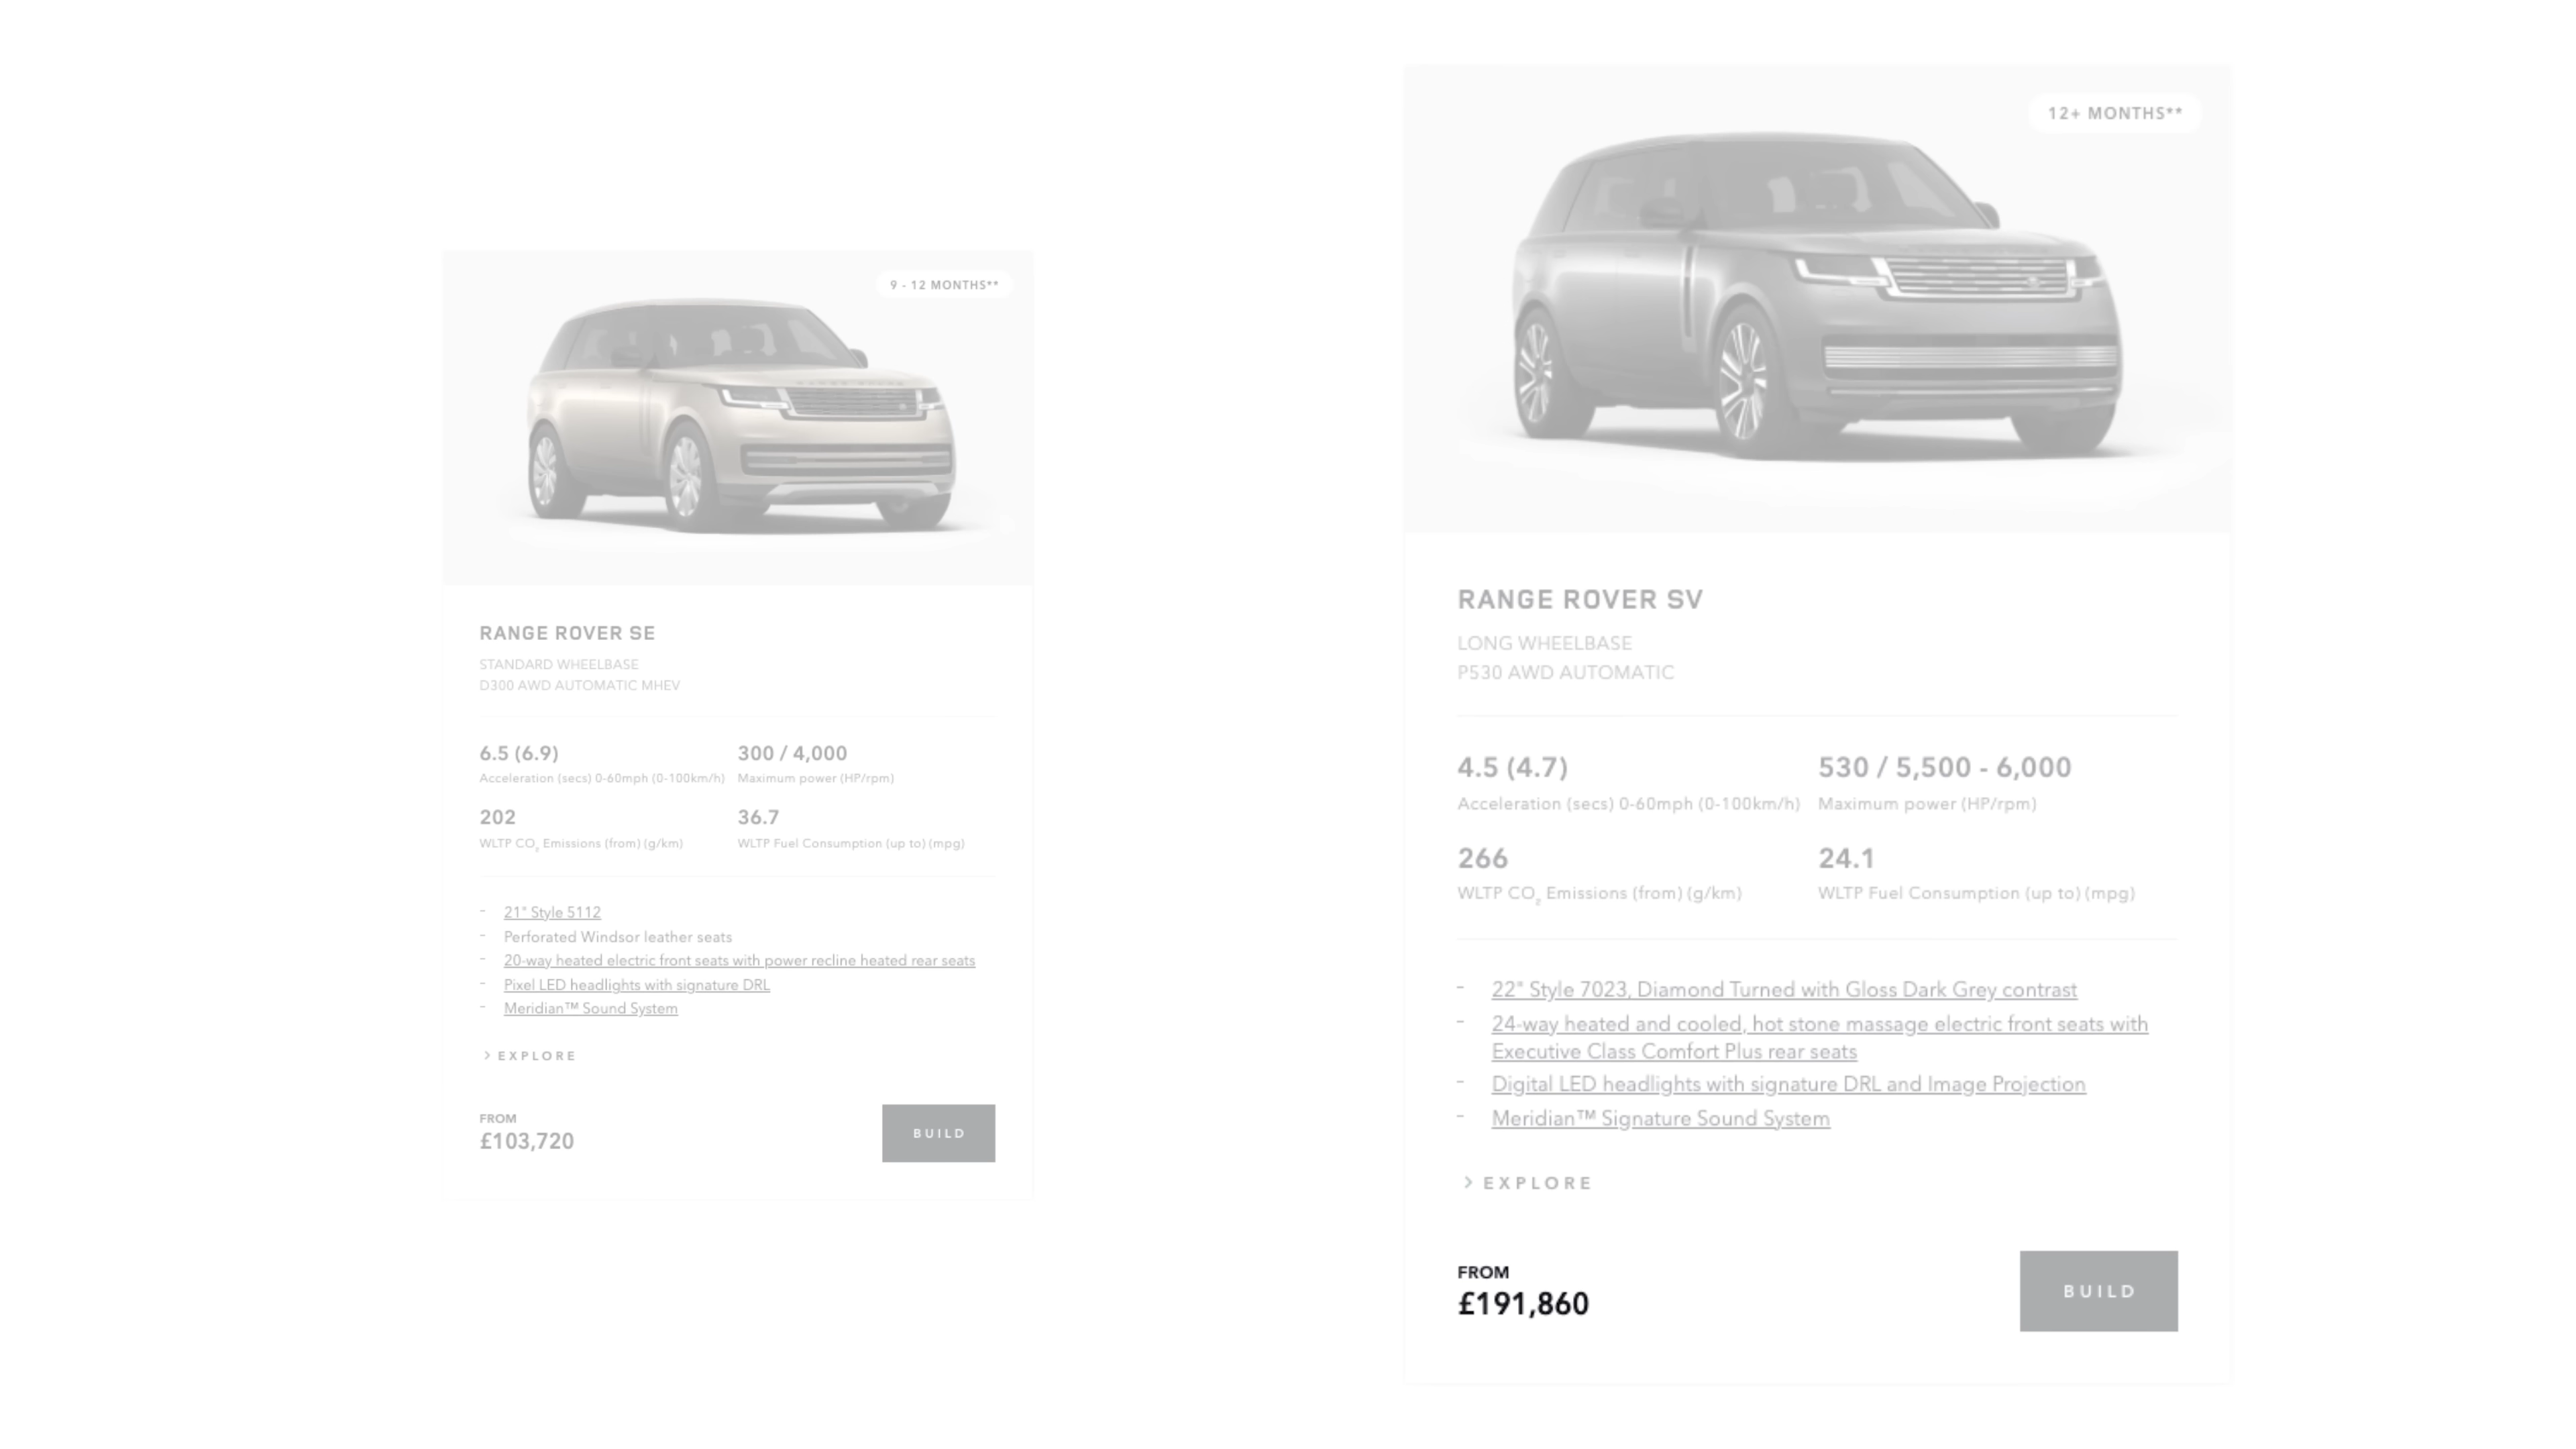 9 - 12 MONTHS**
RANGE ROVER SE
STANDARD WHEELBASE
D300 AWD AUTOMATIC MHEV
6.5 (6.9)
Acceleration (secs) 0-60mph (0-100km/h)
300 / 4,000
Maximum power (HP/rpm)
202
WLTP CO₂ Emissions (from) (g/km)
36.7
WLTP Fuel Consumption (up to) (mpg)
- 21" Style 5112
- Perforated Windsor leather seats
- 20-way heated electric front seats with power recline heated rear seats
- Pixel LED headlights with signature DRL
- Meridian™ Sound System
> EXPLORE
FROM
£103,720
BUILD
12+ MONTHS**
RANGE ROVER SV
LONG WHEELBASE
P530 AWD AUTOMATIC
4.5 (4.7)
Acceleration (secs) 0-60mph (0-100km/h)
530 / 5,500 - 6,000
Maximum power (HP/rpm)
266
WLTP CO₂ Emissions (from) (g/km)
24.1
WLTP Fuel Consumption (up to) (mpg)
- 22" Style 7023, Diamond Turned with Gloss Dark Grey contrast
- 24-way heated and cooled, hot stone massage electric front seats with
Executive Class Comfort Plus rear seats
- Digital LED headlights with signature DRL and Image Projection
- Meridian™ Signature Sound System
> EXPLORE
FROM
£191,860
BUILD